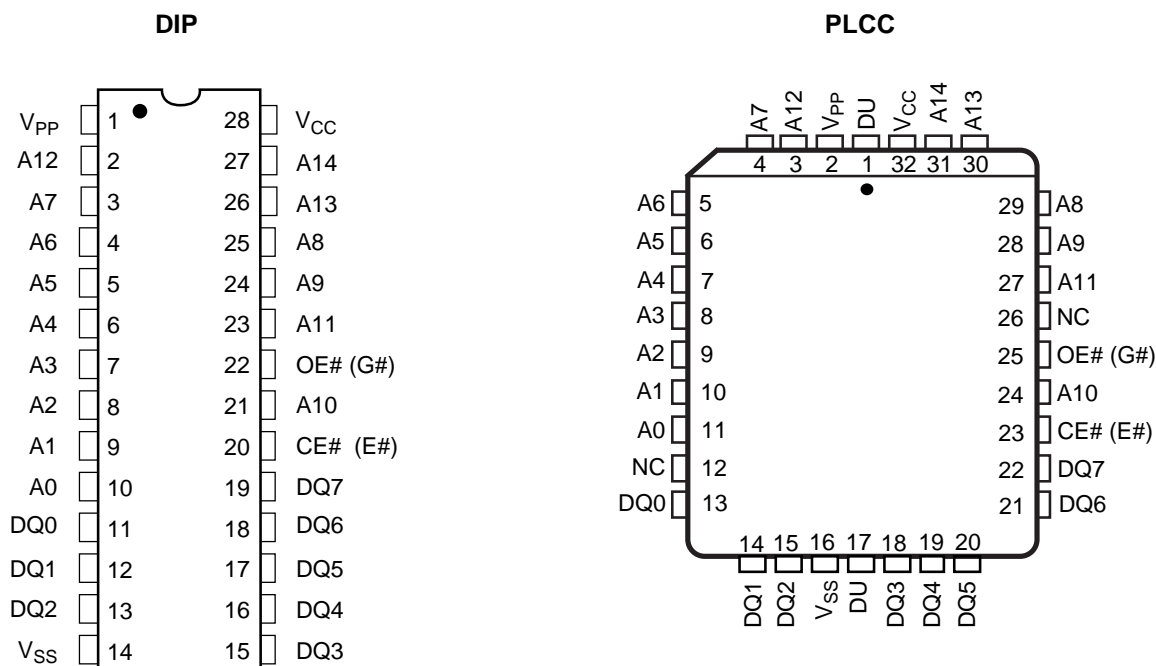 DIP
VPP 1 28 VCC
A12 2 27 A14
A7 3 26 A13
A6 4 25 A8
A5 5 24 A9
A4 6 23 A11
A3 7 22 OE# (G#)
A2 8 21 A10
A1 9 20 CE# (E#)
A0 10 19 DQ7
DQ0 11 18 DQ6
DQ1 12 17 DQ5
DQ2 13 16 DQ4
VSS 14 15 DQ3
PLCC
A7 A12 VPP DU VCC A14 A13
4 3 2 1 32 31 30
A6 5 29 A8
A5 6 28 A9
A4 7 27 A11
A3 8 26 NC
A2 9 25 OE# (G#)
A1 10 24 A10
A0 11 23 CE# (E#)
NC 12 22 DQ7
DQ0 13 21 DQ6
14 15 16 17 18 19 20
DQ1 DQ2 VSS DU DQ3 DQ4 DQ5